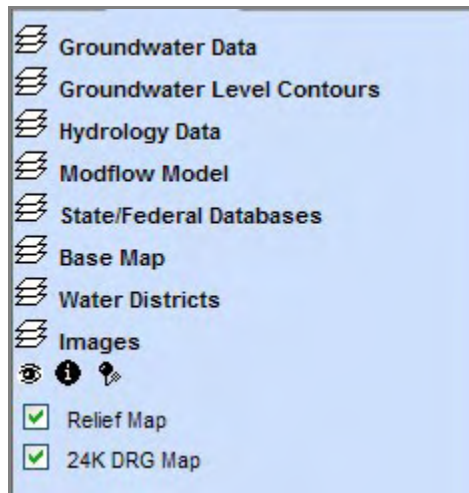 Groundwater Data
Groundwater Level Contours
Hydrology Data
Modflow Model
State/Federal Databases
Base Map
Water Districts
Images
Relief Map
24K DRG Map